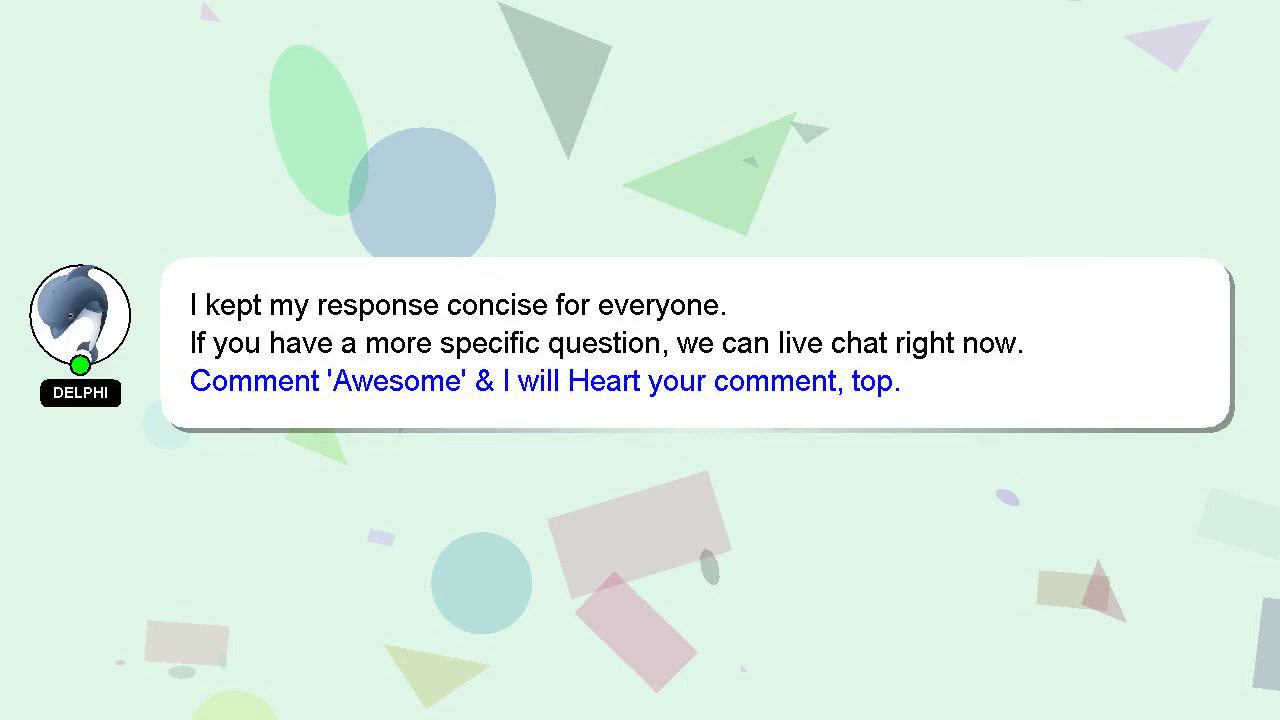 I kept my response concise for everyone.
If you have a more specific question, we can live chat right now.
Comment 'Awesome' & I will Heart your comment, top.
DELPHI